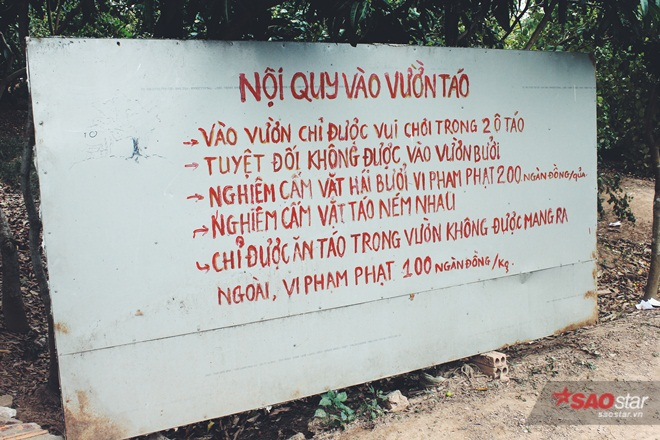 NỘI QUY VÀO VƯỜN TÁO
→ VÀO VƯỜN CHỈ ĐƯỢC VUI CHƠI TRONG 2 Ô TÁO
→ TUYỆT ĐỐI KHÔNG ĐƯỢC VÀO VƯỜN BƯỞI
→ NGHIÊM CẤM VẶT HÁI BƯỞI VI PHẠM PHẠT 200 NGÀN ĐỒNG/QUẢ
→ NGHIÊM CẤM VẶT TÁO NÉM NHAU
→ CHỈ ĐƯỢC ĂN TÁO TRONG VƯỜN KHÔNG ĐƯỢC MANG RA
NGOÀI, VI PHẠM PHẠT 100 NGÀN ĐỒNG/Kg.
SAOstar
saostar.vn